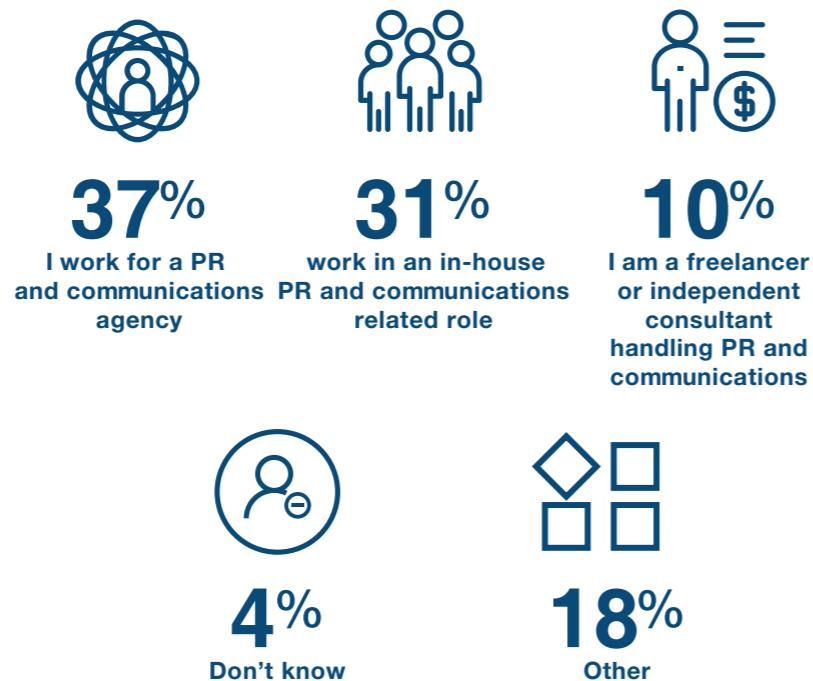 37%
I work for a PR
and communications
agency
31%
work in an in-house
PR and communications
related role
10%
I am a freelancer
or independent
consultant
handling PR and
communications
4%
Don’t know
18%
Other